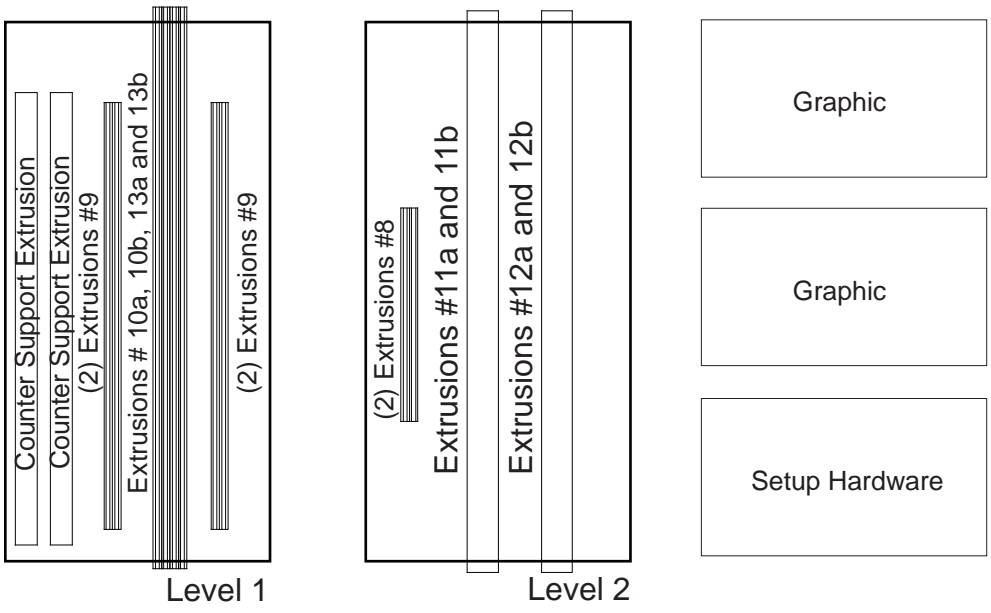 Counter Support Extrusion
Counter Support Extrusion
(2) Extrusions #9
Extrusions # 10a, 10b, 13a and 13b
(2) Extrusions #9
Level 1
(2) Extrusions #8
Extrusions #11a and 11b
Extrusions #12a and 12b
Level 2
Graphic
Graphic
Setup Hardware